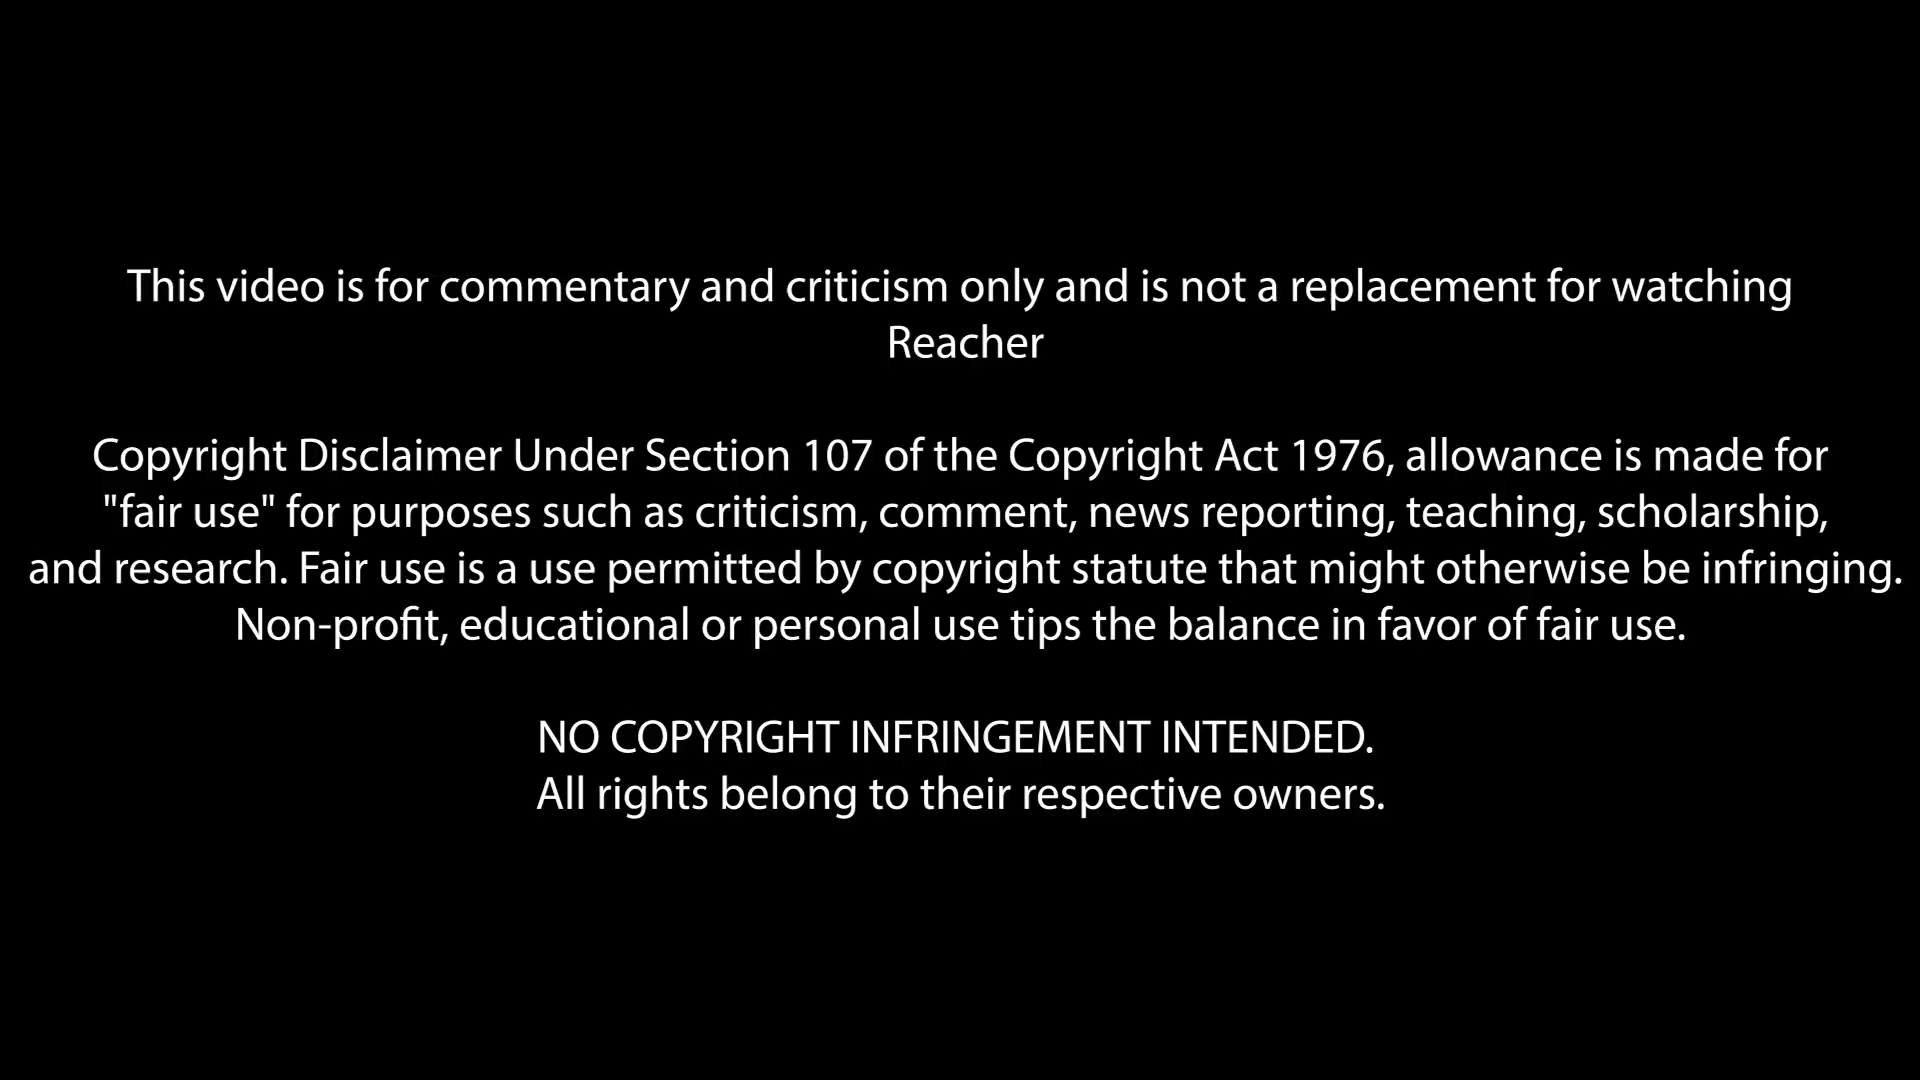 This video is for commentary and criticism only and is not a replacement for watching
Reacher
Copyright Disclaimer Under Section 107 of the Copyright Act 1976, allowance is made for
"fair use" for purposes such as criticism, comment, news reporting, teaching, scholarship,
and research. Fair use is a use permitted by copyright statute that might otherwise be infringing.
Non-profit, educational or personal use tips the balance in favor of fair use.
NO COPYRIGHT INFRINGEMENT INTENDED.
All rights belong to their respective owners.